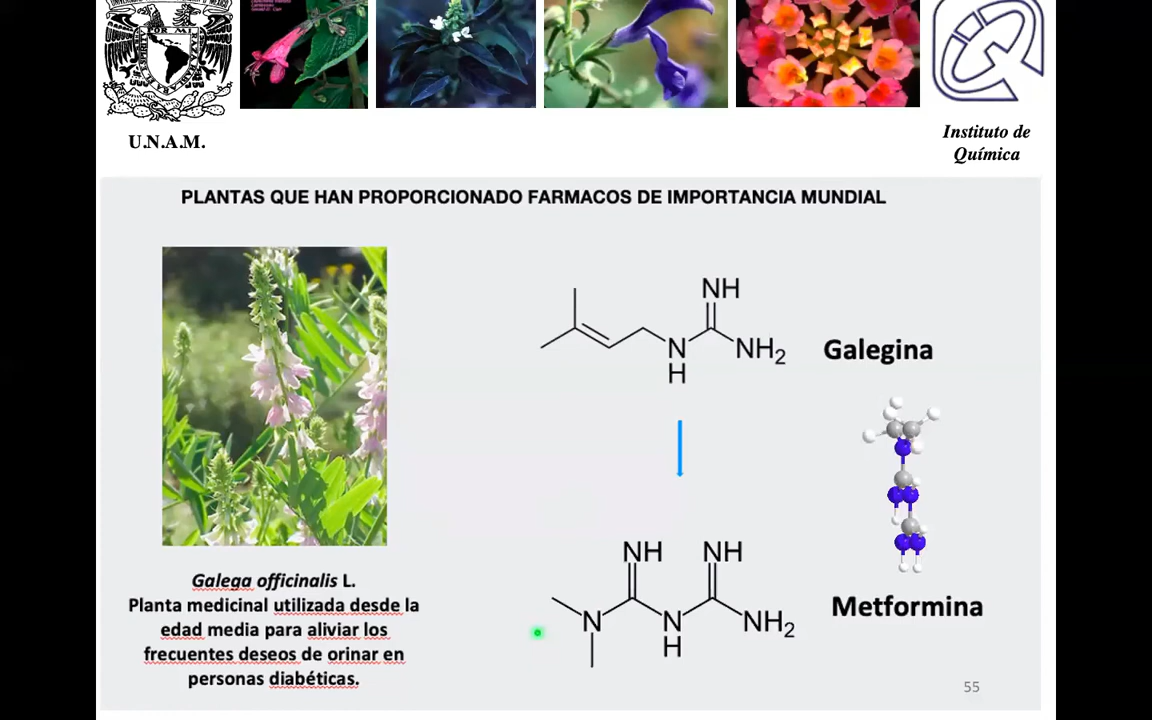 POR MI
U.N.A.M.
Instituto de
Química
PLANTAS QUE HAN PROPORCIONADO FARMACOS DE IMPORTANCIA MUNDIAL
NH
N
H
NH2
Galegina
NH
NH
N
N
H
NH2
Metformina
Galega officinalis L.
Planta medicinal utilizada desde la
edad media para aliviar los
frecuentes deseos de orinar en
personas diabéticas.
55